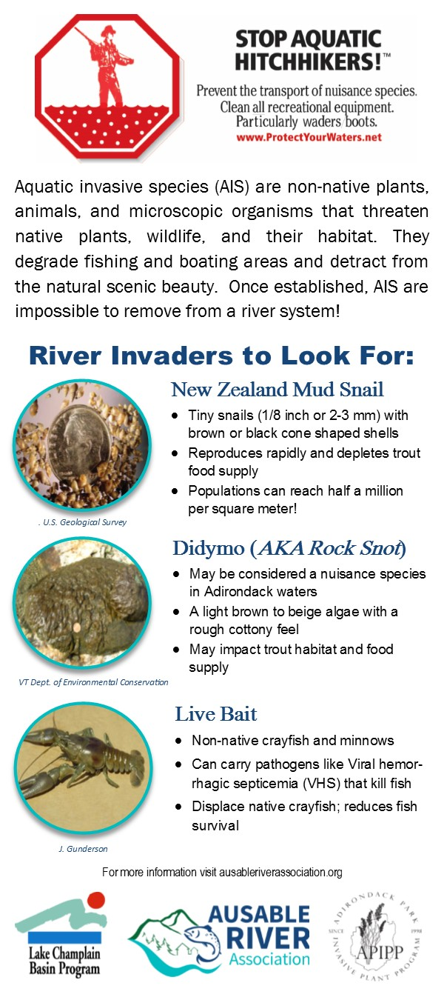 STOP AQUATIC
HITCHHIKERS!™
Prevent the transport of nuisance species.
Clean all recreational equipment.
Particularly waders/boots.
www.ProtectYourWaters.net
Aquatic invasive species (AIS) are non-native plants,
animals, and microscopic organisms that threaten
native plants, wildlife, and their habitat. They
degrade fishing and boating areas and detract from
the natural scenic beauty. Once established, AIS are
impossible to remove from a river system!
River Invaders to Look For:
New Zealand Mud Snail
• Tiny snails (1/8 inch or 2-3 mm) with
brown or black cone shaped shells
• Reproduces rapidly and depletes trout
food supply
• Populations can reach half a million
per square meter!
. U.S. Geological Survey
Didymo (AKA Rock Snot)
• May be considered a nuisance species
in Adirondack waters
• A light brown to beige algae with a
rough cottony feel
• May impact trout habitat and food
supply
VT Dept. of Environmental Conservation
Live Bait
• Non-native crayfish and minnows
• Can carry pathogens like Viral hemor-
rhagic septicemia (VHS) that kill fish
• Displace native crayfish; reduces fish
survival
J. Gunderson
For more information visit ausableriverassociation.org
Lake Champlain
Basin Program
AUSABLE
RIVER
Association
ADIRONDACK PARK
SINCE 1998
APIPP
INVASIVE PLANT PROGRAM